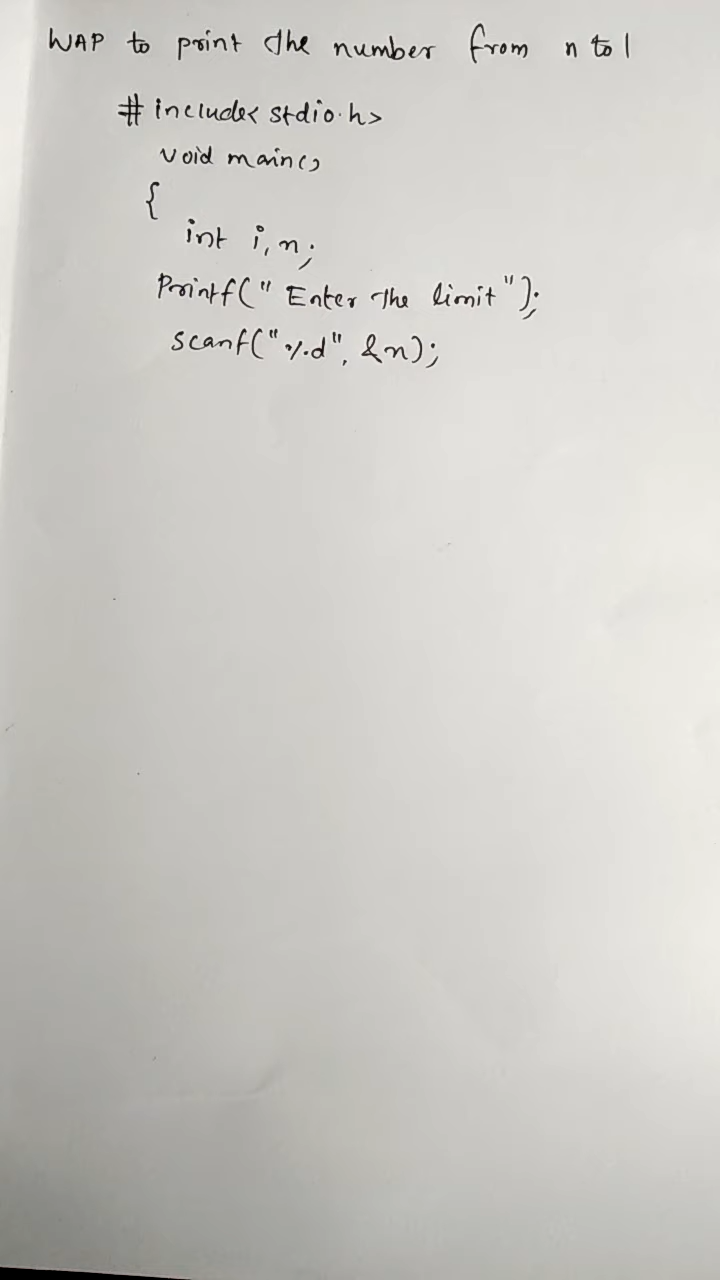 WAP to print the number from n to 1
#include<stdio.h>
void main()
{
int i,n;
Printf(" Enter the limit");
scanf("%d", &n);